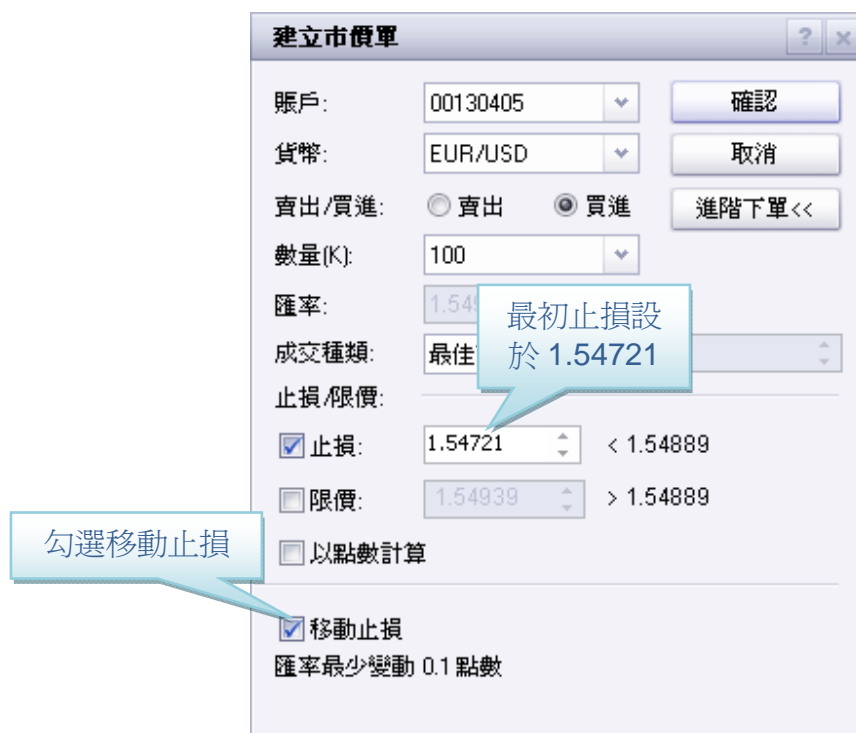 建立市價單
賬戶: 00130405 確認
貨幣: EUR/USD 取消
賣出/買進: 賣出 買進 進階下單<<
數量(K): 100
匯率: 1.54
最初止損設
於 1.54721
成交種類: 最佳
止損/限價:
止損: 1.54721 < 1.54889
限價: 1.54939 > 1.54889
勾選移動止損
以點數計算
移動止損
匯率最少變動 0.1 點數